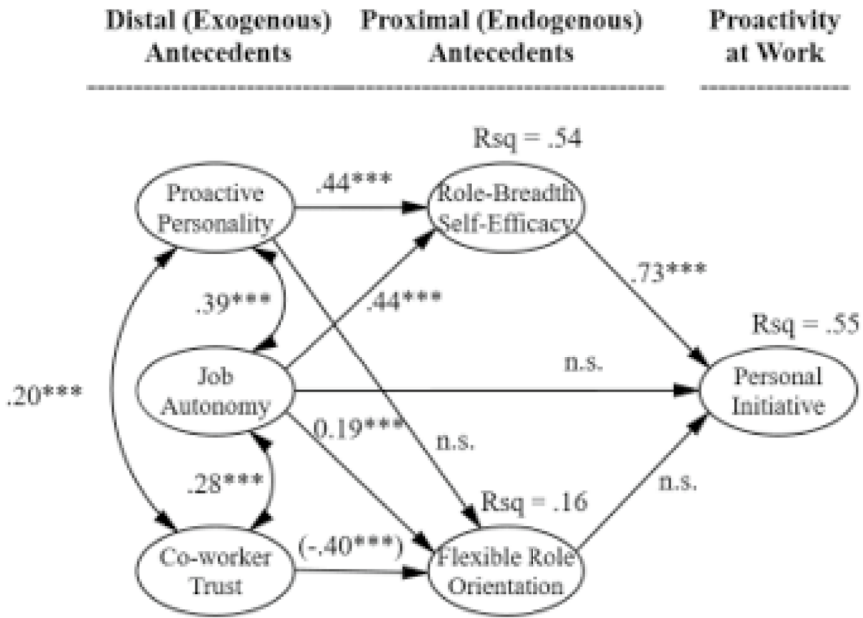 Distal (Exogenous) Proximal (Endogenous) Proactivity
Antecedents Antecedents at Work
Rsq = .54
Proactive
Personality
.44***
Role-Breadth
Self-Efficacy
.39***
.44***
.73***
Rsq = .55
.20***
Job
Autonomy
n.s.
Personal
Initiative
0.19***
n.s.
.28***
Rsq = .16
n.s.
Co-worker
Trust
(-.40***)
Flexible Role
Orientation